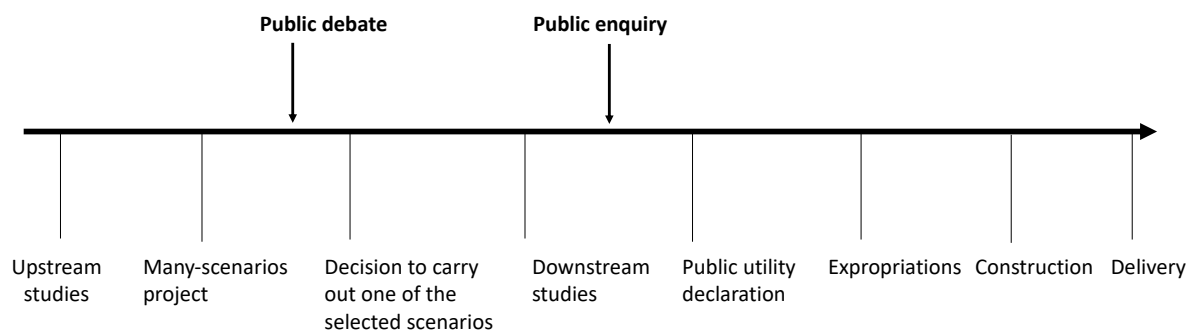 Public debate
Public enquiry
Upstream
studies
Many-scenarios
project
Decision to carry
out one of the
selected scenarios
Downstream
studies
Public utility
declaration
Expropriations
Construction
Delivery